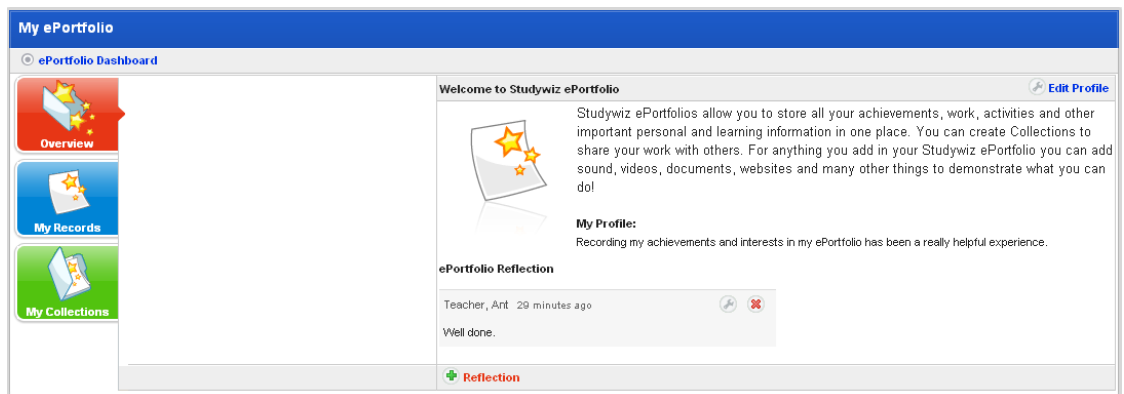 My ePortfolio
ePortfolio Dashboard
Overview
My Records
My Collections
Welcome to Studywiz ePortfolio
Edit Profile
Studywiz ePortfolios allow you to store all your achievements, work, activities and other
important personal and learning information in one place. You can create Collections to
share your work with others. For anything you add in your Studywiz ePortfolio you can add
sound, videos, documents, websites and many other things to demonstrate what you can
do!
My Profile:
Recording my achievements and interests in my ePortfolio has been a really helpful experience.
ePortfolio Reflection
Teacher, Ant 29 minutes ago
Well done.
Reflection